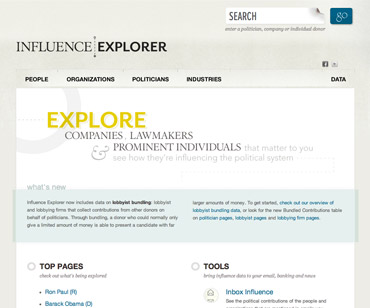 SEARCH
go
enter a politician, company or individual donor
INFLUENCE EXPLORER
PEOPLE ORGANIZATIONS POLITICIANS INDUSTRIES DATA
EXPLORE
COMPANIES, LAWMAKERS
& PROMINENT INDIVIDUALS that matter to you
see how they're influencing the political system
what's new
Influence Explorer now includes data on lobbyist bundling: lobbyist
and lobbying firms that collect contributions from other donors on
behalf of politicians. Through bundling, a donor who could normally only
give a limited amount of money is able to present a candidate with far
larger amounts of money. To get started, check out our overview of
lobbyist bundling data, or look for the new Bundled Contributions table
on politician pages, lobbyist pages and lobbying firm pages.
TOP PAGES
check out what's being explored
Ron Paul (R)
Barack Obama (D)
TOOLS
bring influence data to your email, booking and news
Inbox Influence
See the political contributions of the people and